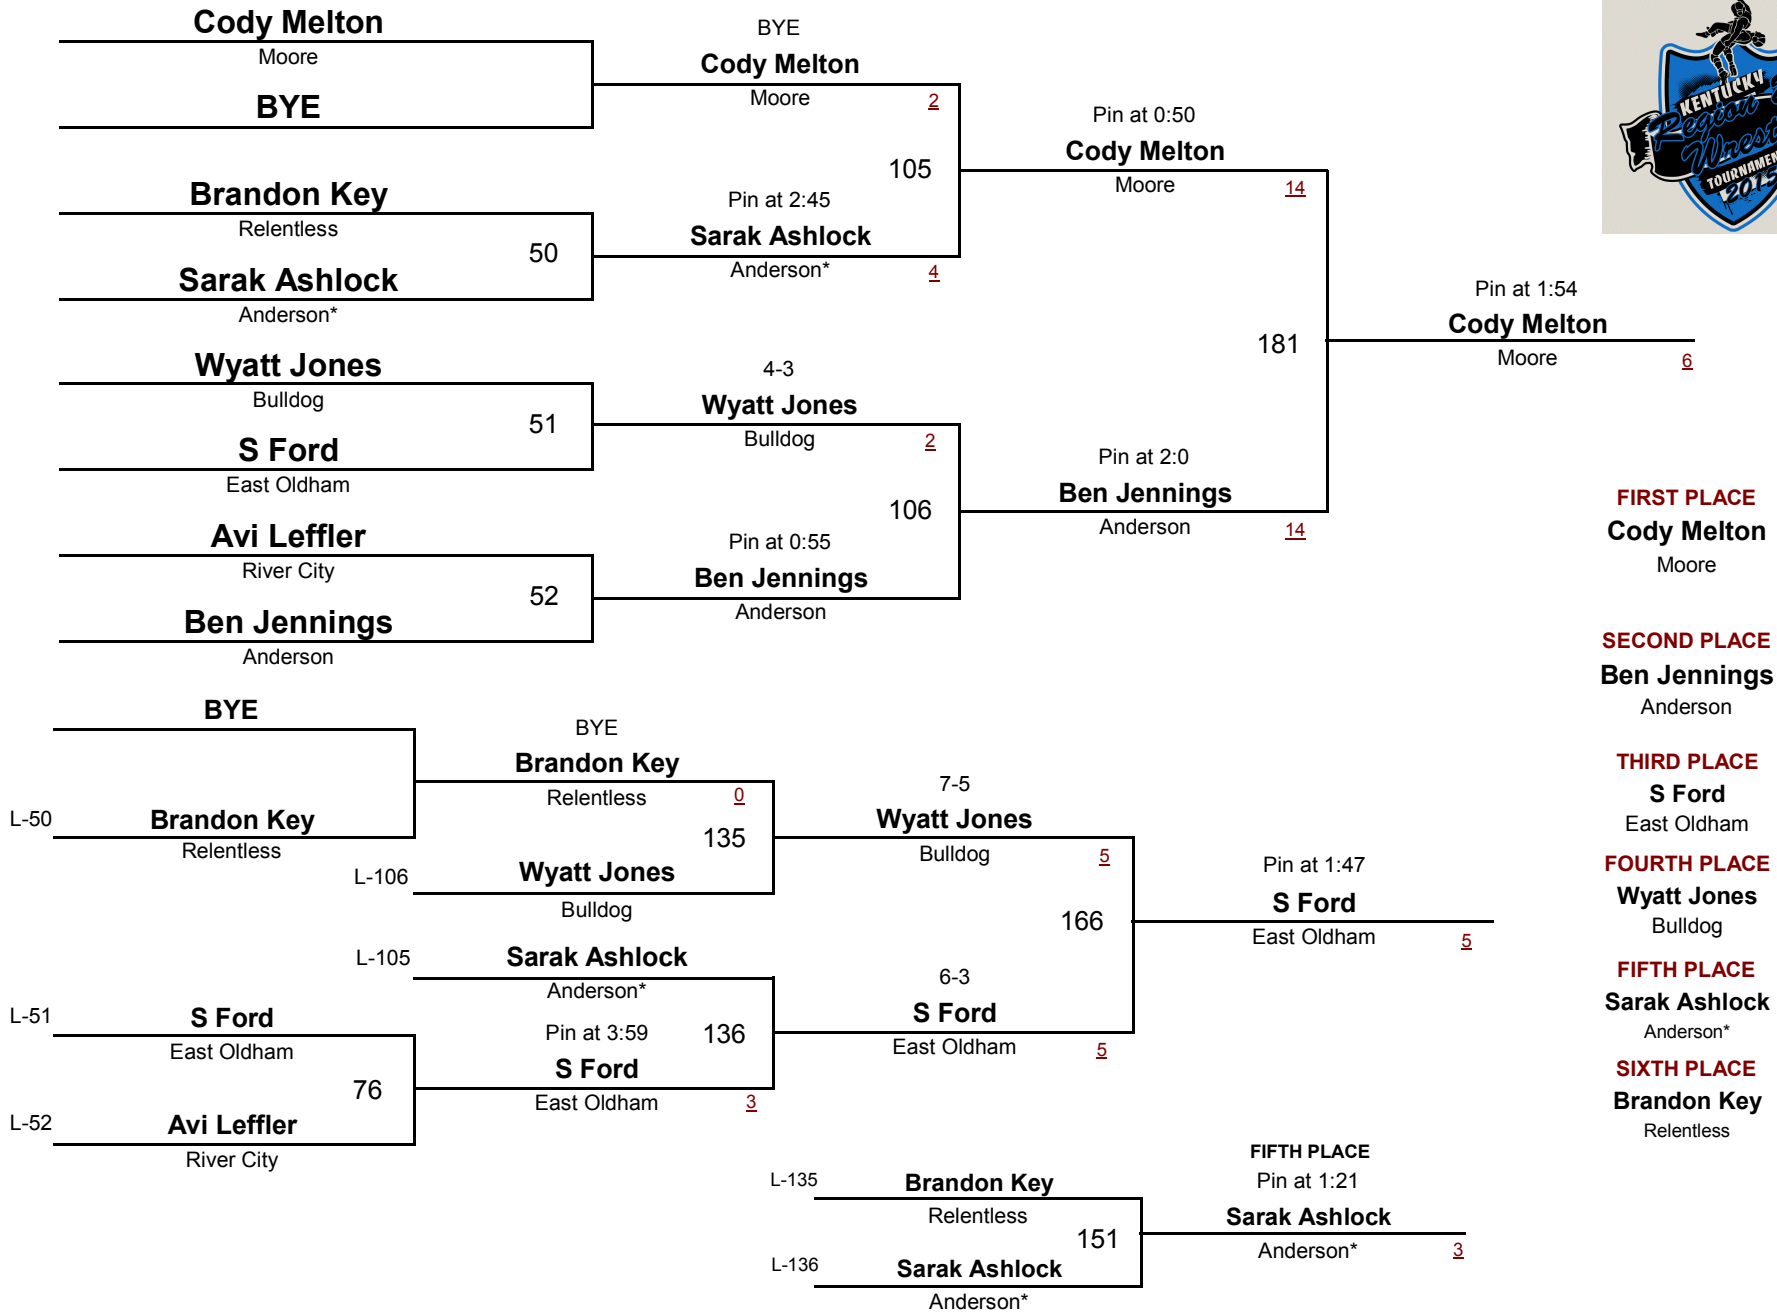 Cody Melton
Moore
BYE
Brandon Key
Relentless
50
Sarak Ashlock
Anderson*
Wyatt Jones
Bulldog
51
S Ford
East Oldham
Avi Leffler
River City
52
Ben Jennings
Anderson
BYE
Cody Melton
Moore
2
105
Pin at 2:45
Sarak Ashlock
Anderson*
4
4-3
Wyatt Jones
Bulldog
2
106
Pin at 0:55
Ben Jennings
Anderson
Pin at 0:50
Cody Melton
Moore
14
181
Pin at 2:0
Ben Jennings
Anderson
14
Pin at 1:54
Cody Melton
Moore
6
KENTUCKY
Region
TOURNAMEN
2015
FIRST PLACE
Cody Melton
Moore
SECOND PLACE
Ben Jennings
Anderson
THIRD PLACE
S Ford
East Oldham
FOURTH PLACE
Wyatt Jones
Bulldog
FIFTH PLACE
Sarak Ashlock
Anderson*
SIXTH PLACE
Brandon Key
Relentless
BYE
L-50
Brandon Key
Relentless
BYE
Brandon Key
Relentless
0
135
L-106
Wyatt Jones
Bulldog
L-105
Sarak Ashlock
Anderson*
136
L-51
S Ford
East Oldham
76
L-52
Avi Leffler
River City
Pin at 3:59
S Ford
East Oldham
3
7-5
Wyatt Jones
Bulldog
5
166
6-3
S Ford
East Oldham
5
Pin at 1:47
S Ford
East Oldham
5
L-135
Brandon Key
Relentless
151
L-136
Sarak Ashlock
Anderson*
FIFTH PLACE
Pin at 1:21
Sarak Ashlock
Anderson*
3